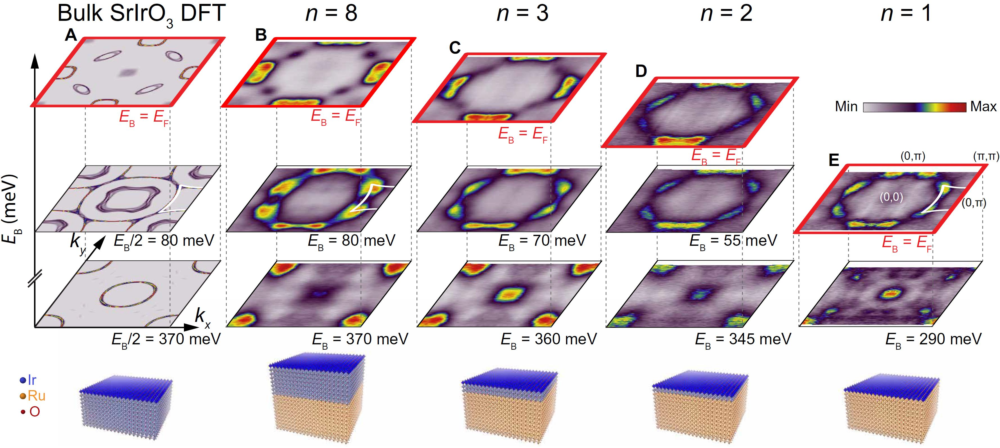 Bulk SrIrO3 DFT
n = 8
n = 3
n = 2
n = 1
A
B
C
D
E
EB (meV)
EB = EF
EB = EF
EB = EF
EB = EF
EB = EF
Min
Max
(0,π)
(π,π)
(0,0)
(0,π)
ky
EB/2 = 80 meV
EB = 80 meV
EB = 70 meV
EB = 55 meV
kx
EB/2 = 370 meV
EB = 370 meV
EB = 360 meV
EB = 345 meV
EB = 290 meV
Ir
Ru
O